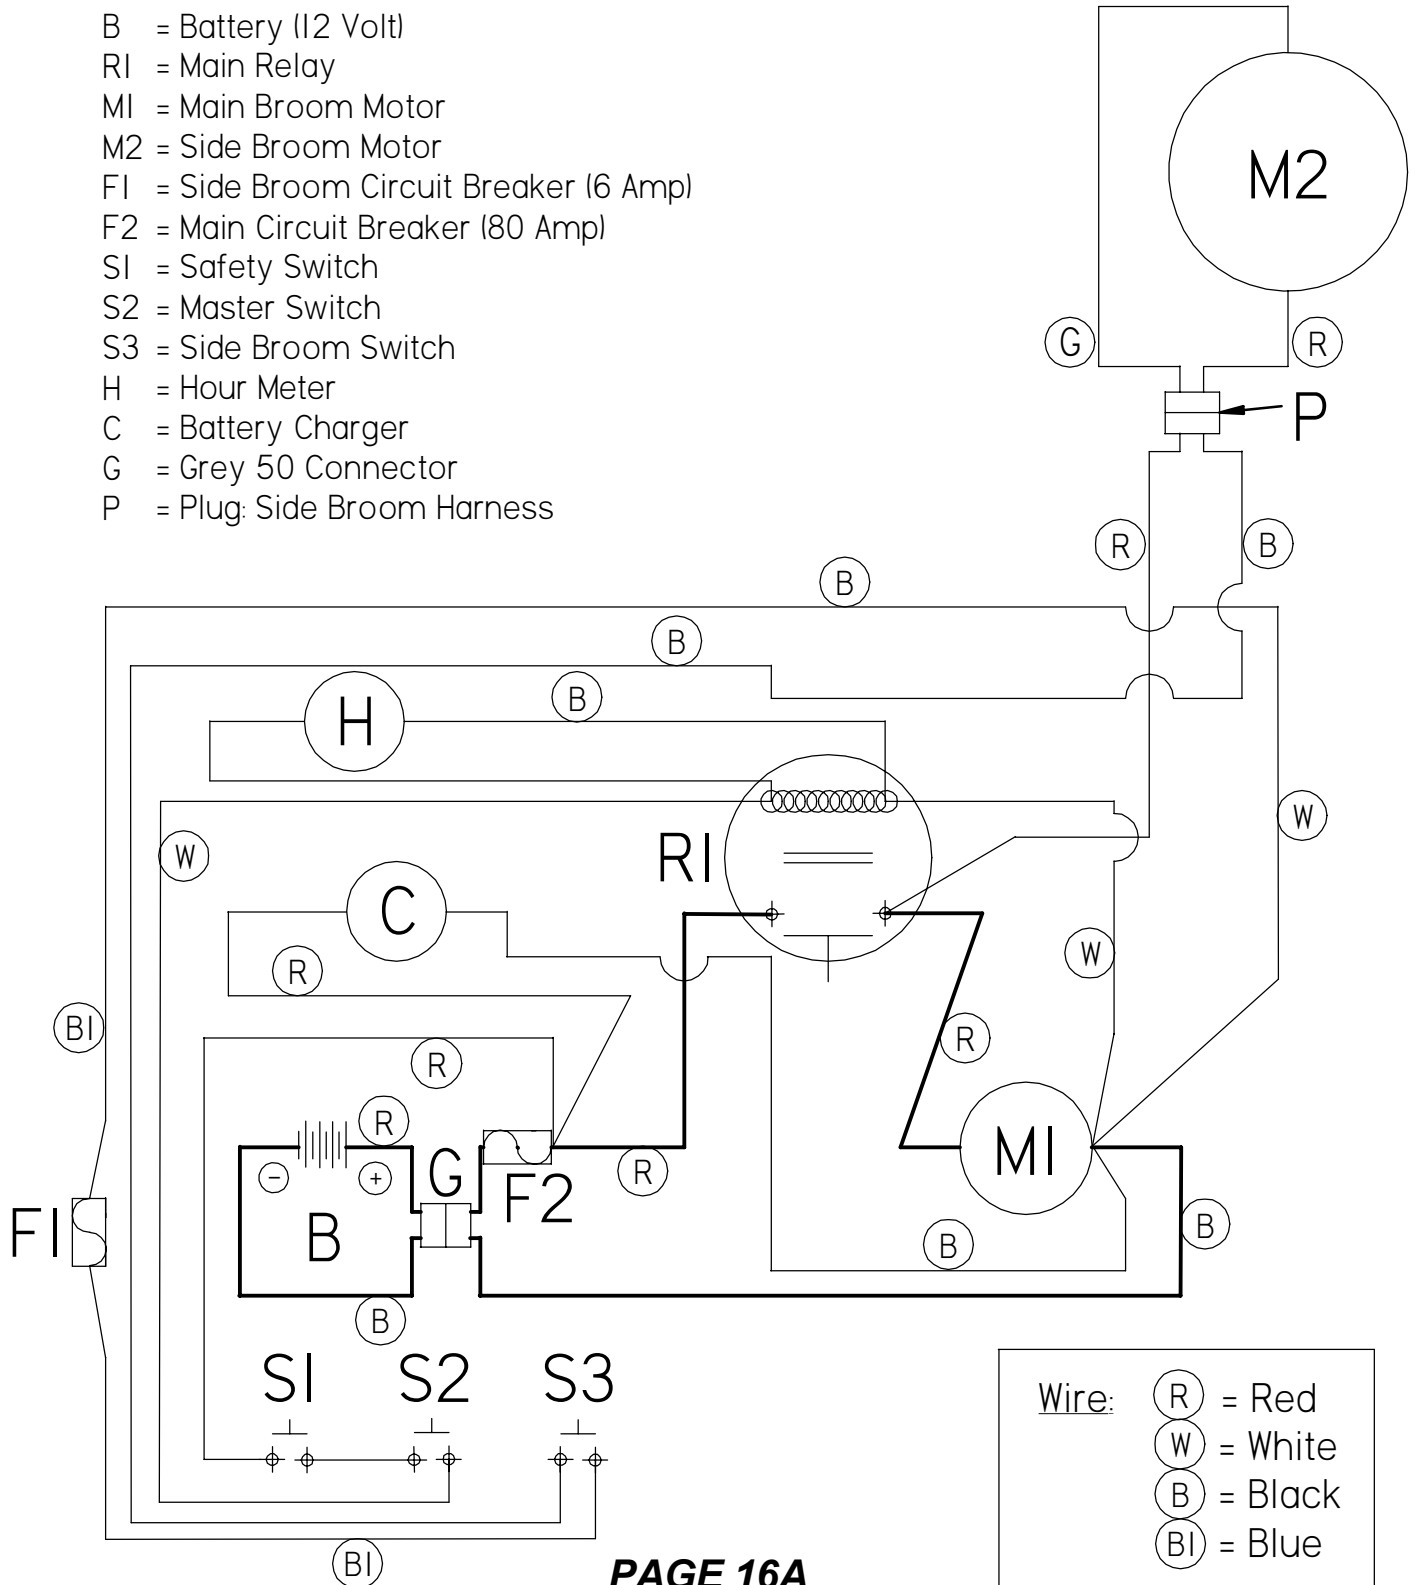 B = Battery (12 Volt)
R1 = Main Relay
M1 = Main Broom Motor
M2 = Side Broom Motor
F1 = Side Broom Circuit Breaker (6 Amp)
F2 = Main Circuit Breaker (80 Amp)
S1 = Safety Switch
S2 = Master Switch
S3 = Side Broom Switch
H = Hour Meter
C = Battery Charger
G = Grey 50 Connector
P = Plug: Side Broom Harness
M2
G
R
P
R
B
B
B
H
B
W
W
R1
C
W
R
Bl
R
R
R
M1
G
R
- +
F2
F1
B
B
B
B
S1 S2 S3
Bl
Wire:
R = Red
W = White
B = Black
Bl = Blue
PAGE 16A